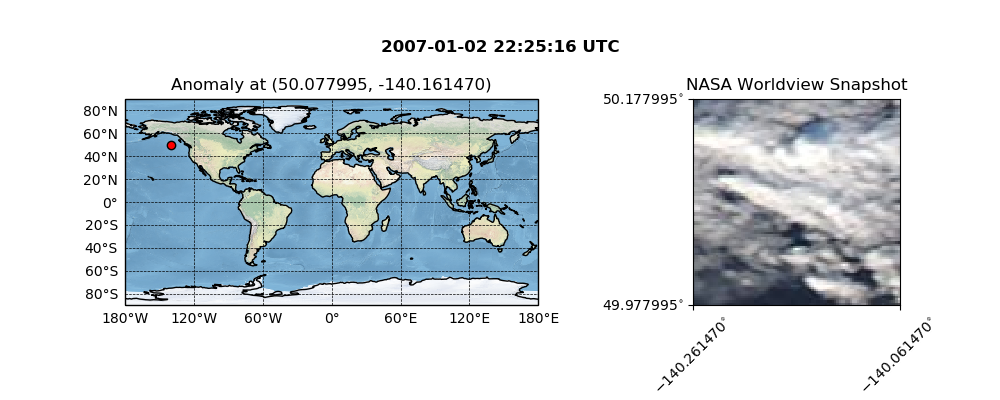 2007-01-02 22:25:16 UTC
Anomaly at (50.077995, -140.161470)
80°N
60°N
40°N
20°N
0°
20°S
40°S
60°S
80°S
180°W 120°W 60°W 0° 60°E 120°E 180°E
NASA Worldview Snapshot
50.177995°
49.977995°
−140.261470° −140.061470°